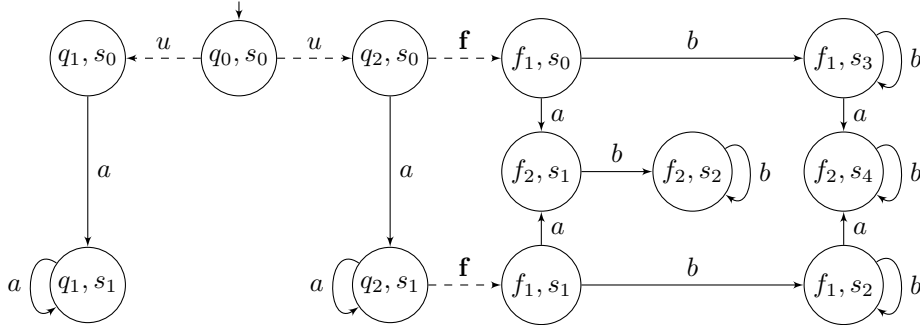 u u f b b
q₁, s₀ q₀, s₀ q₂, s₀ f₁, s₀ f₁, s₃
a a a a
b b b
f₂, s₁ f₂, s₂ f₂, s₄
a a
a a f b b
q₁, s₁ q₂, s₁ f₁, s₁ f₁, s₂